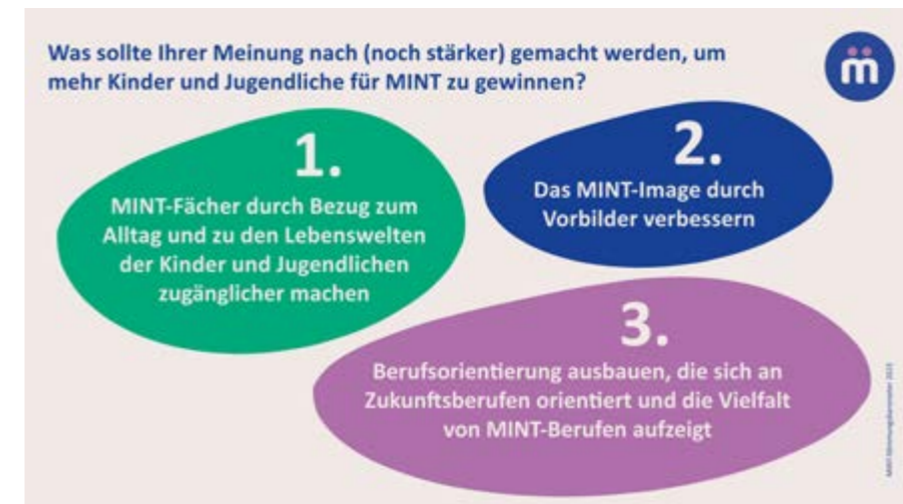 Was sollte Ihrer Meinung nach (noch stärker) gemacht werden, um
mehr Kinder und Jugendliche für MINT zu gewinnen?
m
1.
MINT-Fächer durch Bezug zum
Alltag und zu den Lebenswelten
der Kinder und Jugendlichen
zugänglicher machen
2.
Das MINT-Image durch
Vorbilder verbessern
3.
Berufsorientierung ausbauen, die sich an
Zukunftsberufen orientiert und die Vielfalt
von MINT-Berufen aufzeigt
MINT-Stimmungsbarometer